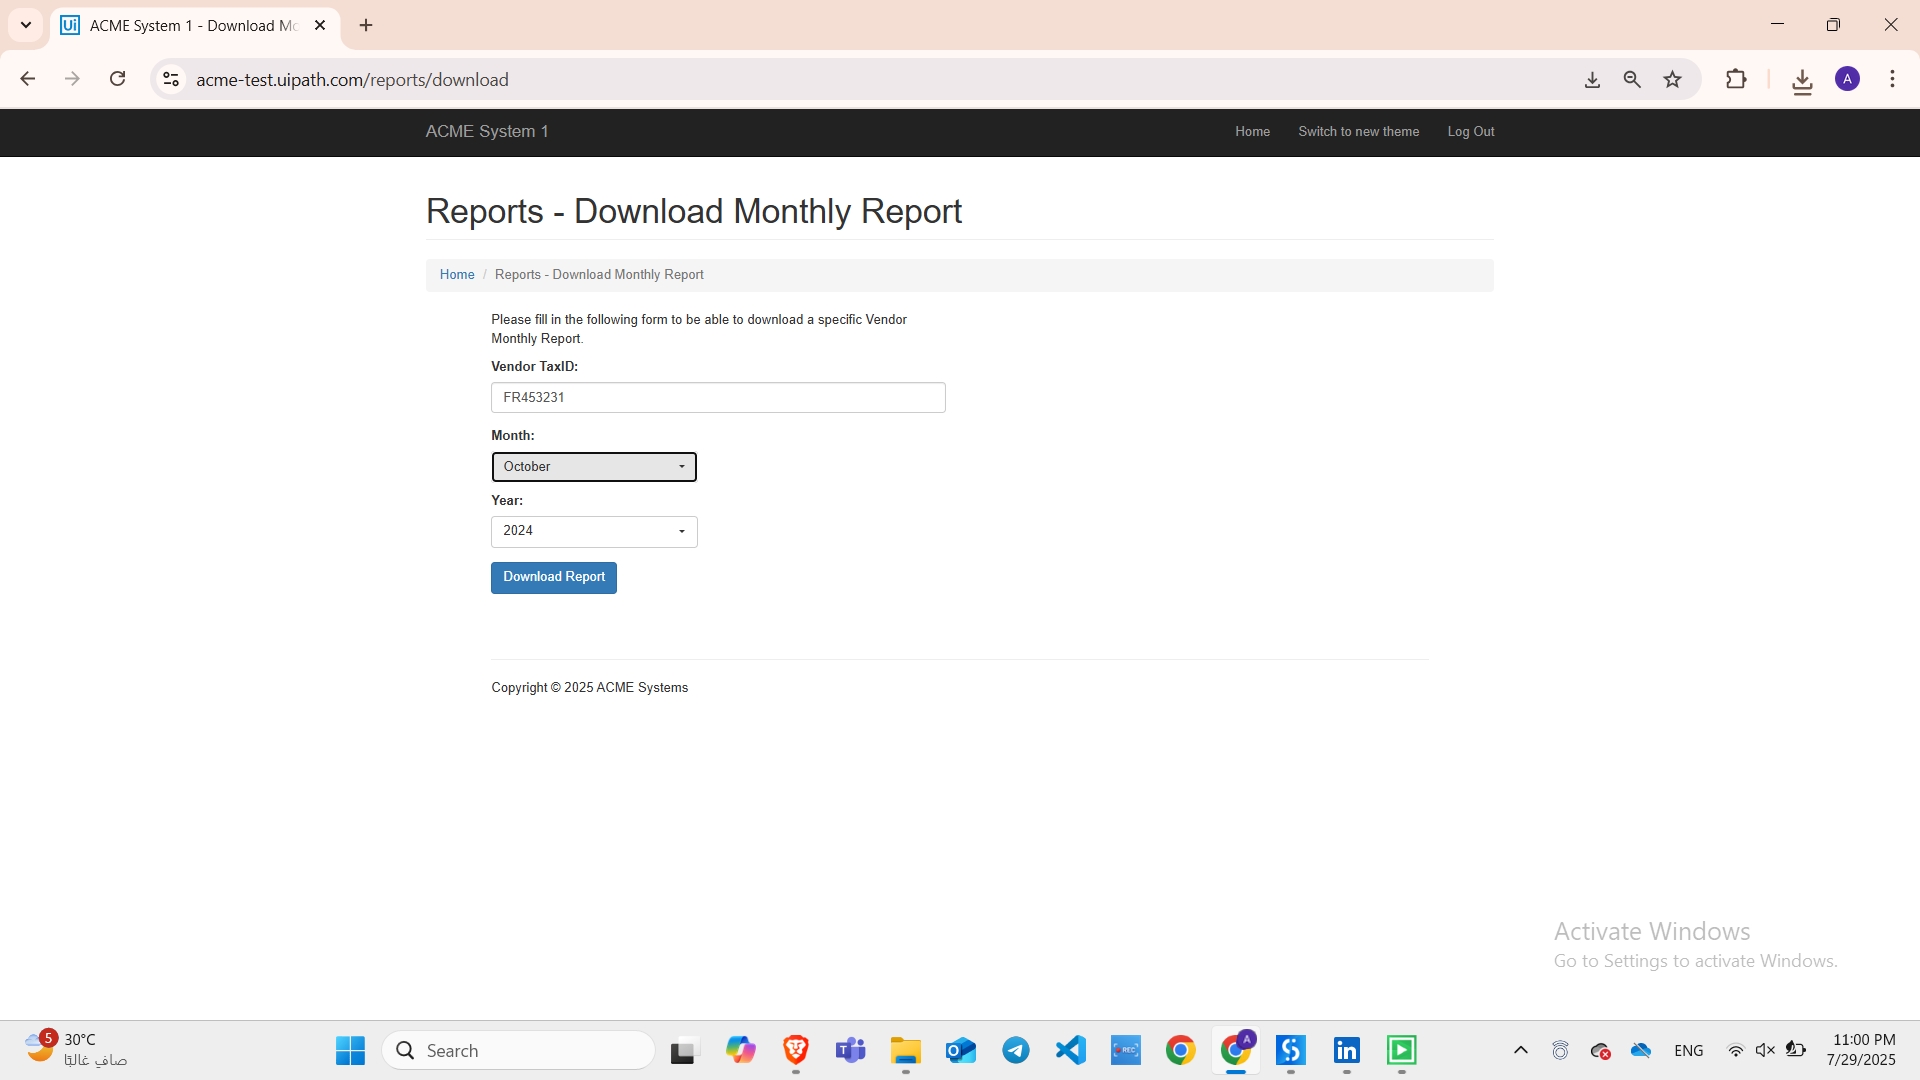 ACME System 1 - Download Mo
acme-test.uipath.com/reports/download
A
ACME System 1
Home
Switch to new theme
Log Out
Reports - Download Monthly Report
Home / Reports - Download Monthly Report
Please fill in the following form to be able to download a specific Vendor
Monthly Report.
Vendor TaxID:
FR453231
Month:
October
Year:
2024
Download Report
Copyright © 2025 ACME Systems
Activate Windows
Go to Settings to activate Windows.
5
30°C
صافٍ غالبًا
Search
REC
A
in
ENG
11:00 PM
7/29/2025